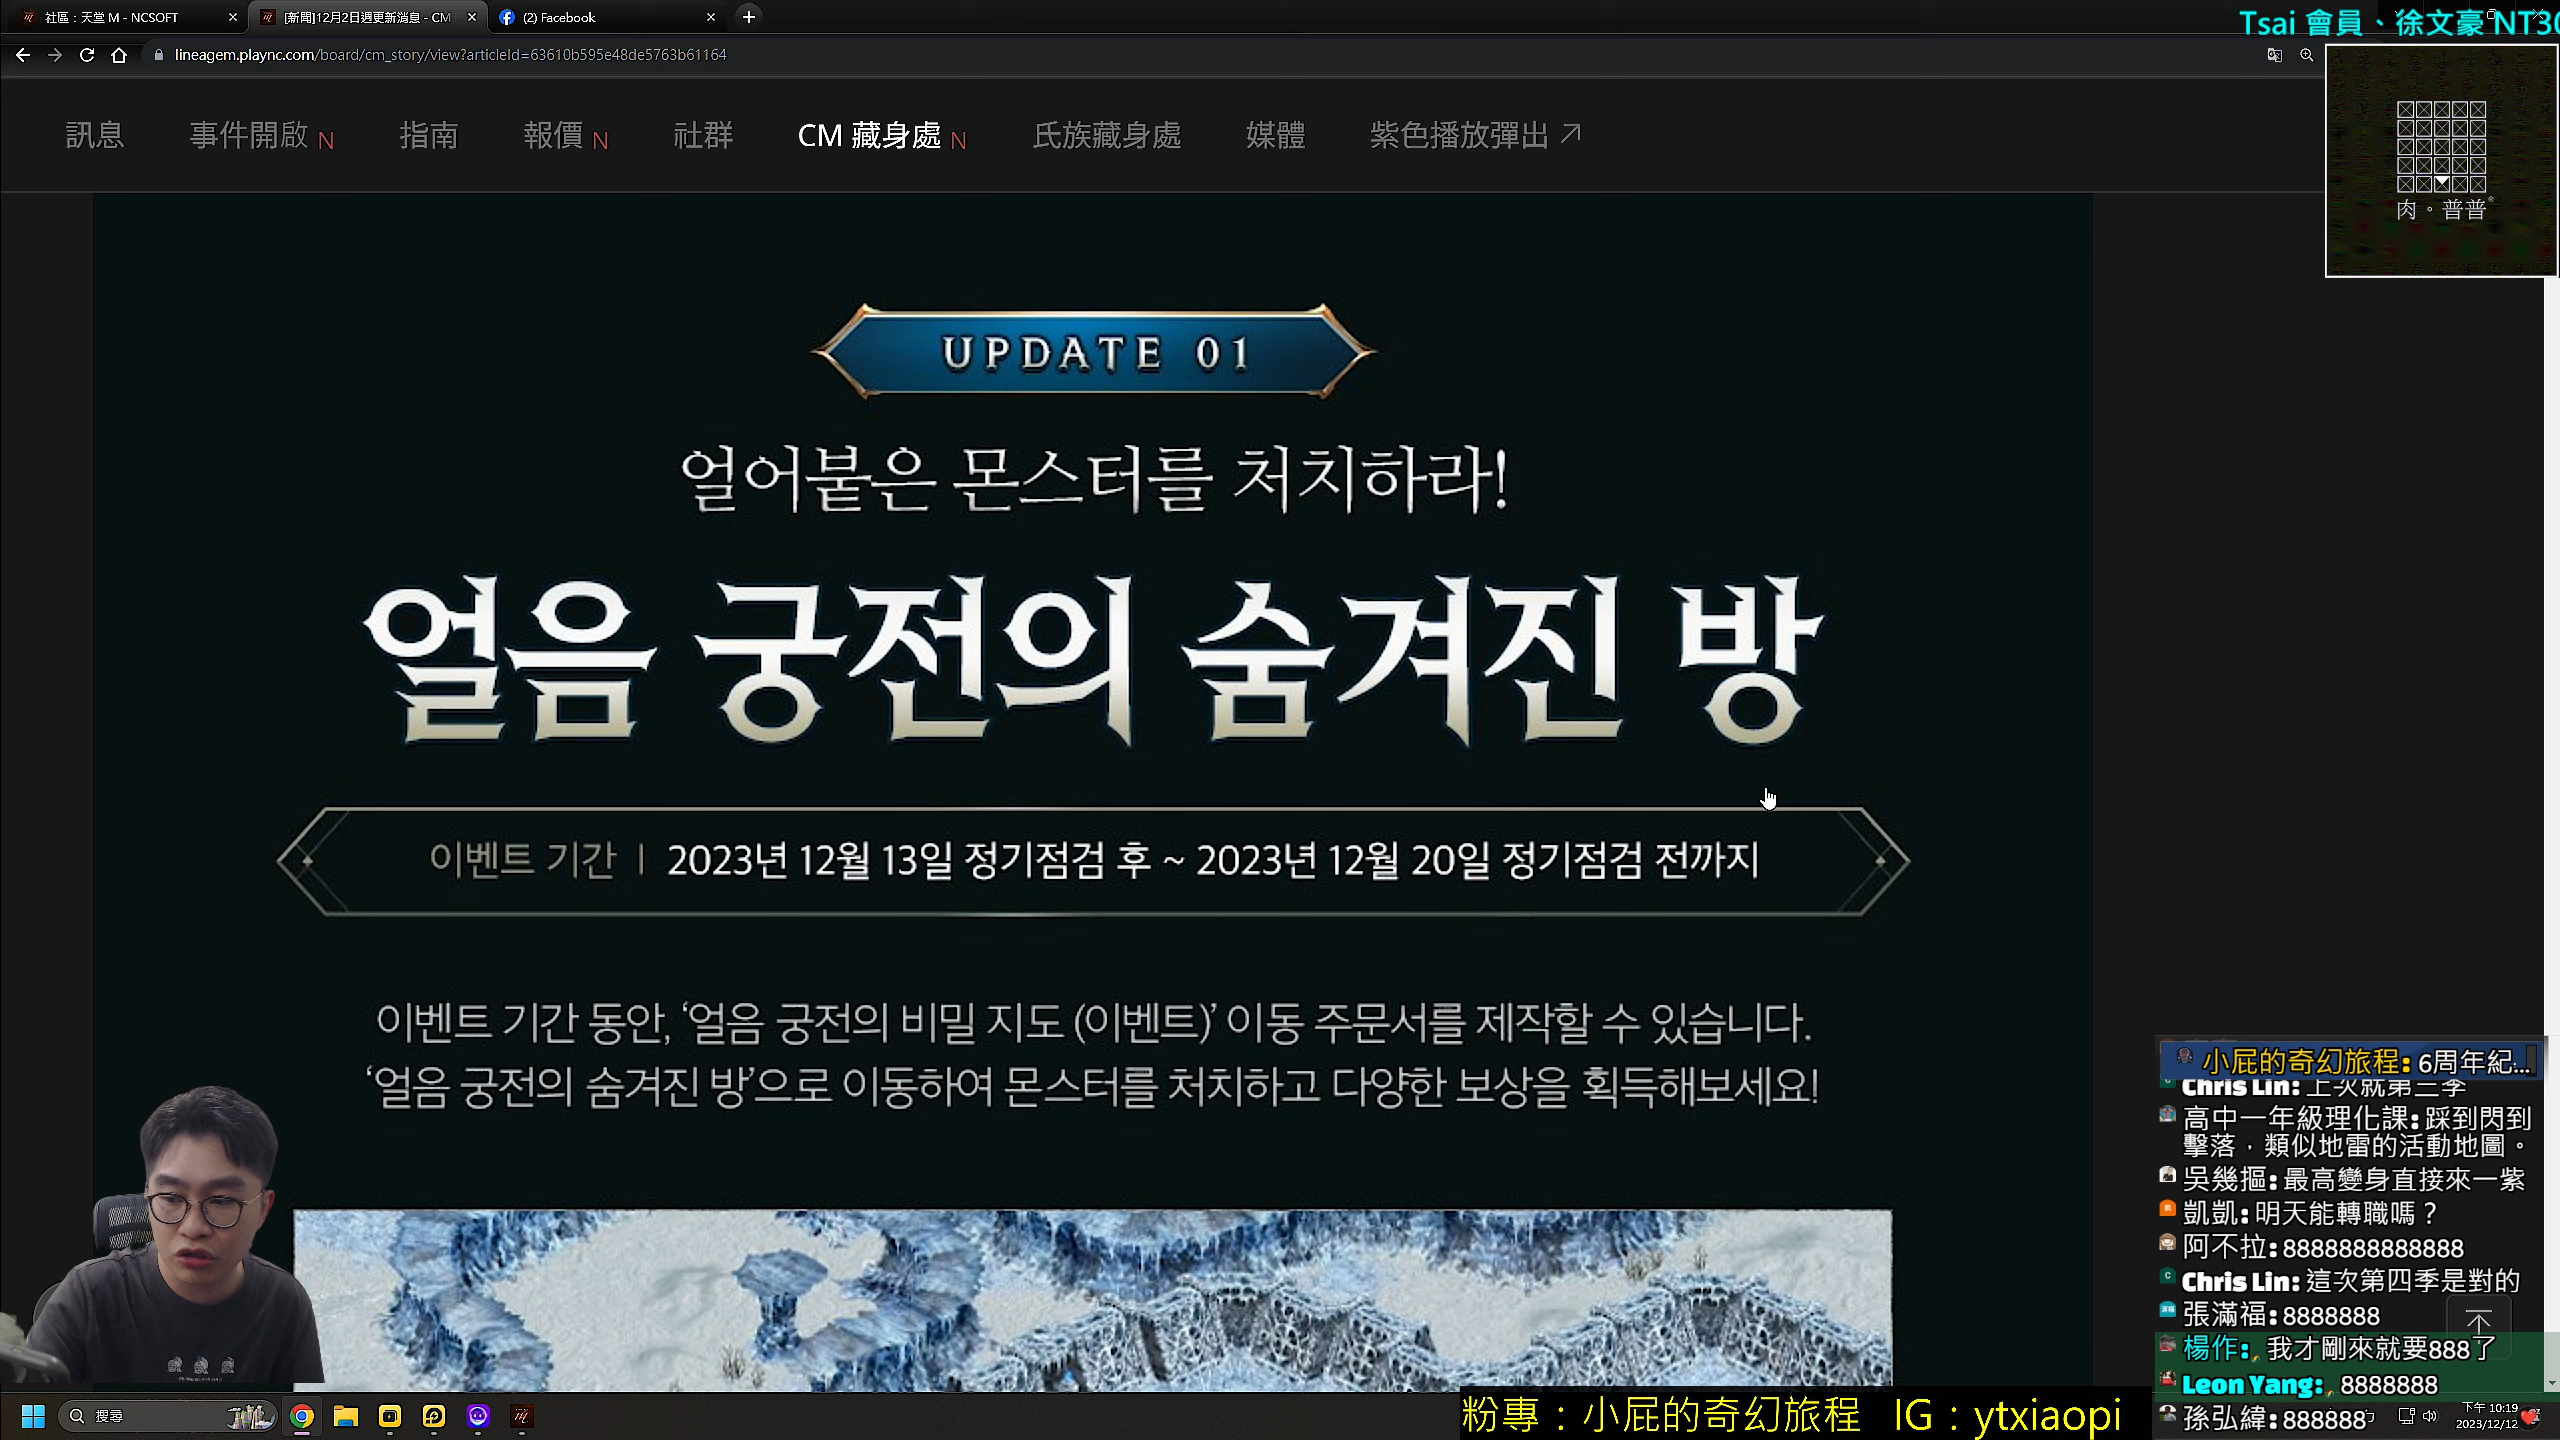 社區：天堂 M - NCSOFT
[新聞]12月2日週更新消息 - CM
(2) Facebook
Tsai 會員、徐文豪 NT30
lineagem.plaync.com/board/cm_story/view?articleId=63610b595e48de5763b61164
訊息
事件開啟 N
指南
報價 N
社群
CM 藏身處 N
氏族藏身處
媒體
紫色播放彈出
肉。普普
UPDATE 01
얼어붙은 몬스터를 처치하라!
얼음 궁전의 숨겨진 방
이벤트 기간 | 2023년 12월 13일 정기점검 후 ~ 2023년 12월 20일 정기점검 전까지
이벤트 기간 동안, ‘얼음 궁전의 비밀 지도 (이벤트)’ 이동 주문서를 제작할 수 있습니다.
‘얼음 궁전의 숨겨진 방’으로 이동하여 몬스터를 처치하고 다양한 보상을 획득해보세요!
小屁的奇幻旅程: 6周年紀...
Chris Lin: 上次就第三季
高中一年級理化課: 踩到閃到
擊落，類似地雷的活動地圖。
吳幾摳: 最高變身直接來一紫
凱凱: 明天能轉職嗎？
阿不拉: 8888888888888
Chris Lin: 這次第四季是對的
張滿福: 8888888
楊作: 我才剛來就要888了
Leon Yang: 8888888
孫弘緯: 888888
搜尋
粉專：小屁的奇幻旅程 IG：ytxiaopi
下午 10:19
2023/12/12